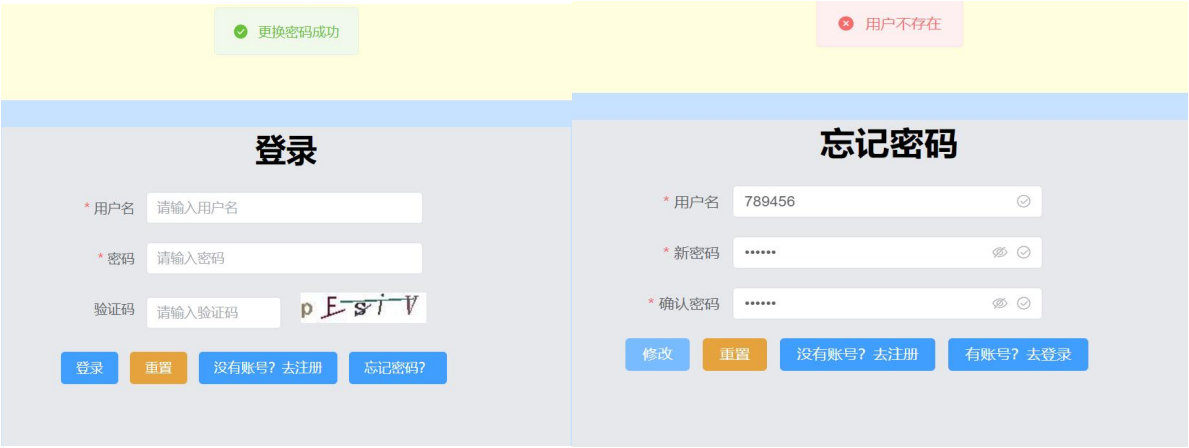 更换密码成功
登录
* 用户名 请输入用户名
* 密码 请输入密码
验证码 请输入验证码 pEsiV
登录 重置 没有账号？去注册 忘记密码？
用户不存在
忘记密码
* 用户名 789456
* 新密码 ••••••
* 确认密码 ••••••
修改 重置 没有账号？去注册 有账号？去登录